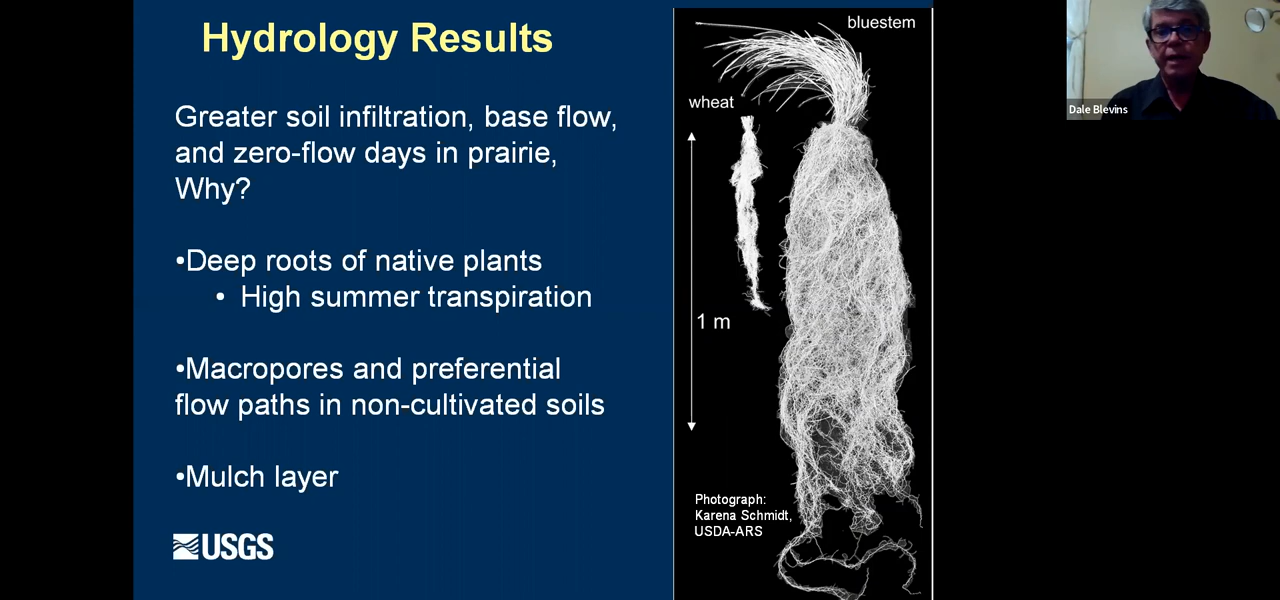 Hydrology Results
Greater soil infiltration, base flow,
and zero-flow days in prairie,
Why?
•Deep roots of native plants
• High summer transpiration
•Macropores and preferential
flow paths in non-cultivated soils
•Mulch layer
USGS
bluestem
wheat
1 m
Photograph:
Karena Schmidt,
USDA-ARS
Dale Blevins